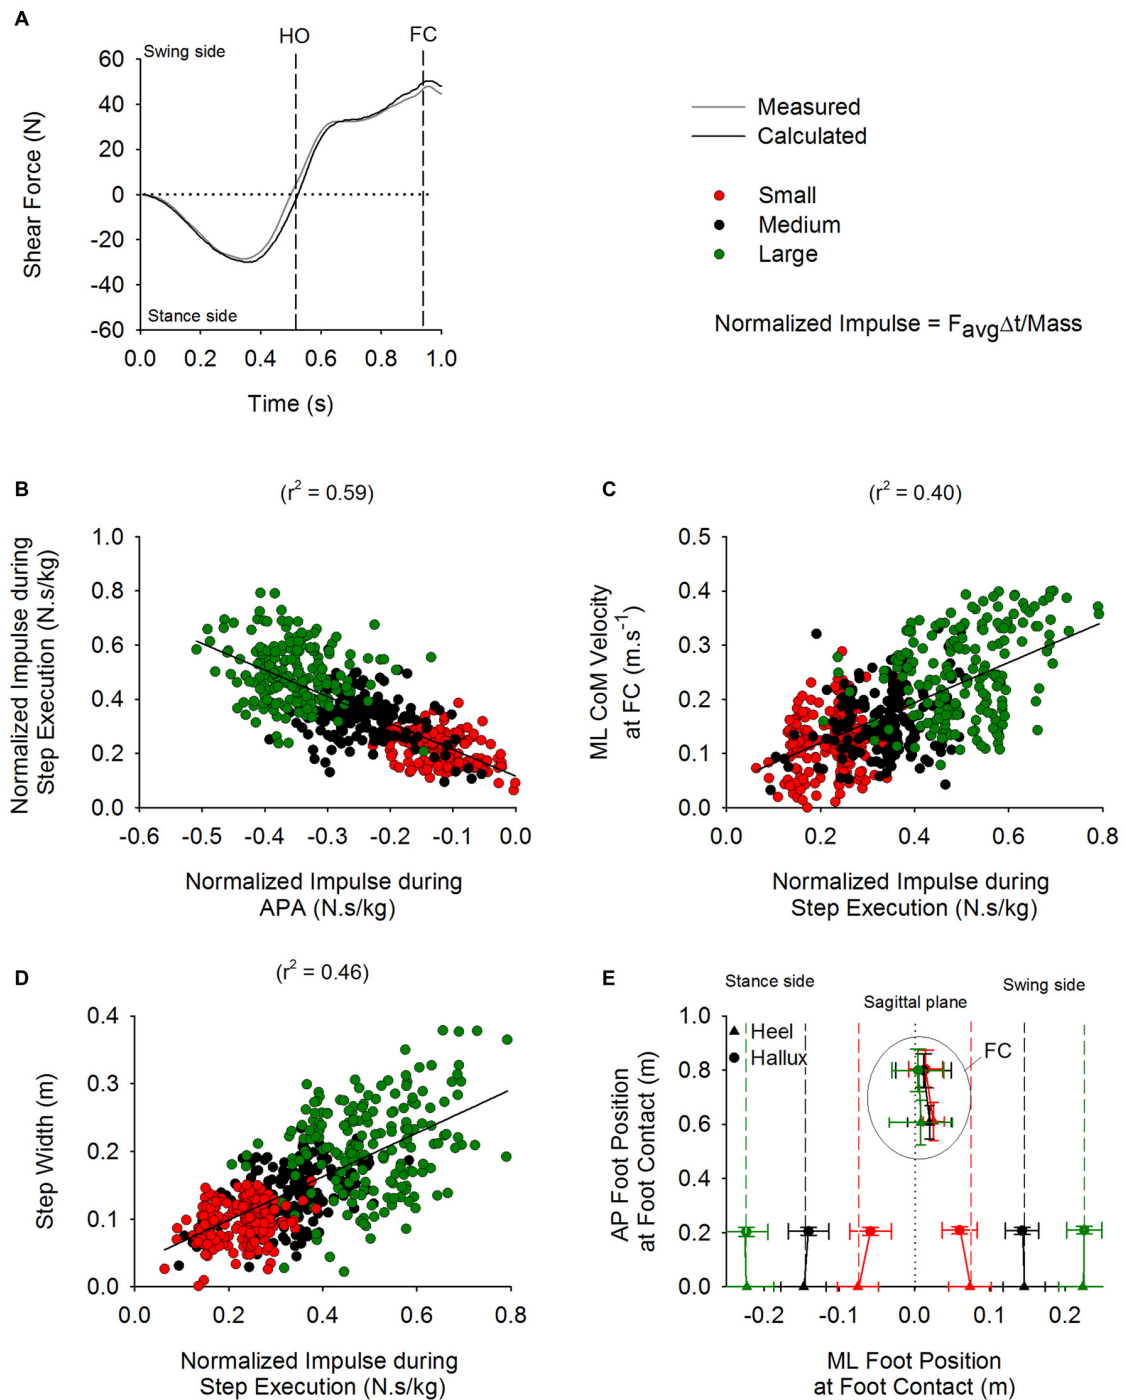 A
HO
FC
Swing side
60
40
20
0
-20
-40
-60
Shear Force (N)
Stance side
0.0 0.2 0.4 0.6 0.8 1.0
Time (s)
Measured
Calculated
Small
Medium
Large
Normalized Impulse = FavgΔt/Mass
B
(r² = 0.59)
Normalized Impulse during
Step Execution (N.s/kg)
1.0
0.8
0.6
0.4
0.2
0.0
-0.6 -0.5 -0.4 -0.3 -0.2 -0.1 0.0
Normalized Impulse during
APA (N.s/kg)
C
(r² = 0.40)
ML CoM Velocity
at FC (m.s⁻¹)
0.5
0.4
0.3
0.2
0.1
0.0
0.0 0.2 0.4 0.6 0.8
Normalized Impulse during
Step Execution (N.s/kg)
D
(r² = 0.46)
Step Width (m)
0.4
0.3
0.2
0.1
0.0
0.0 0.2 0.4 0.6 0.8
Normalized Impulse during
Step Execution (N.s/kg)
E
Stance side
Sagittal plane
Swing side
AP Foot Position
at Foot Contact (m)
1.0
0.8
0.6
0.4
0.2
0.0
Heel
Hallux
FC
-0.2 -0.1 0.0 0.1 0.2
ML Foot Position
at Foot Contact (m)